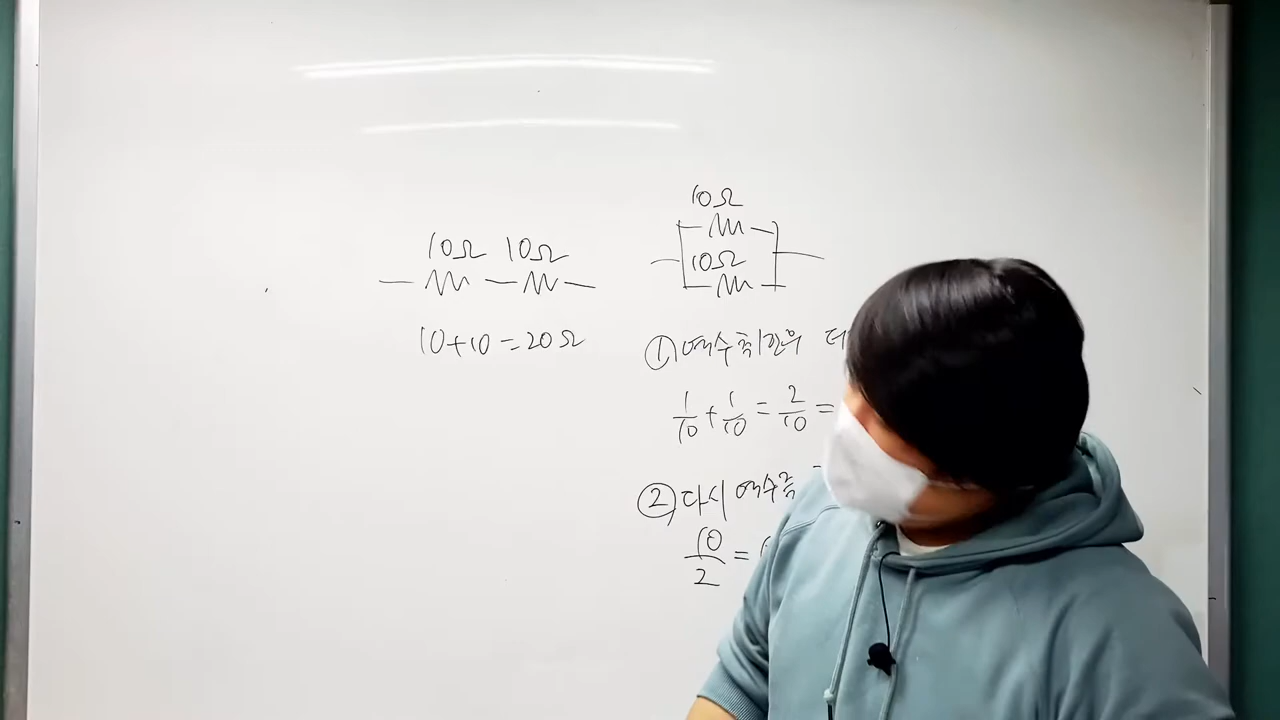 10Ω 10Ω
10+10=20Ω
10Ω
10Ω
① 역수취한후
1/10+1/10=2/10=
② 다시 역수
10/2=